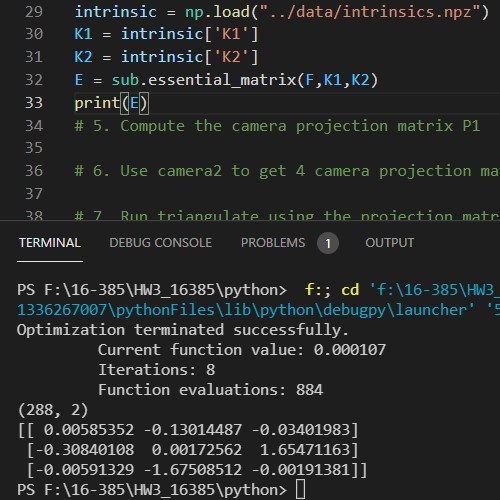 29 intrinsic = np.load("../data/intrinsics.npz")
30 K1 = intrinsic['K1']
31 K2 = intrinsic['K2']
32 E = sub.essential_matrix(F,K1,K2)
33 print(E)
34 # 5. Compute the camera projection matrix P1
35
36 # 6. Use camera2 to get 4 camera projection ma
37
38 # 7. Run triangulate using the projection matr
TERMINAL DEBUG CONSOLE PROBLEMS 1 OUTPUT
PS F:\16-385\HW3_16385\python>  f:; cd 'f:\16-385\HW3_
1336267007\pythonFiles\lib\python\debugpy\launcher' '5
Optimization terminated successfully.
         Current function value: 0.000107
         Iterations: 8
         Function evaluations: 884
(288, 2)
[[ 0.00585352 -0.13014487 -0.03401983]
 [-0.30840108  0.00172562  1.65471163]
 [-0.00591329 -1.67508512 -0.00191381]]
PS F:\16-385\HW3_16385\python>